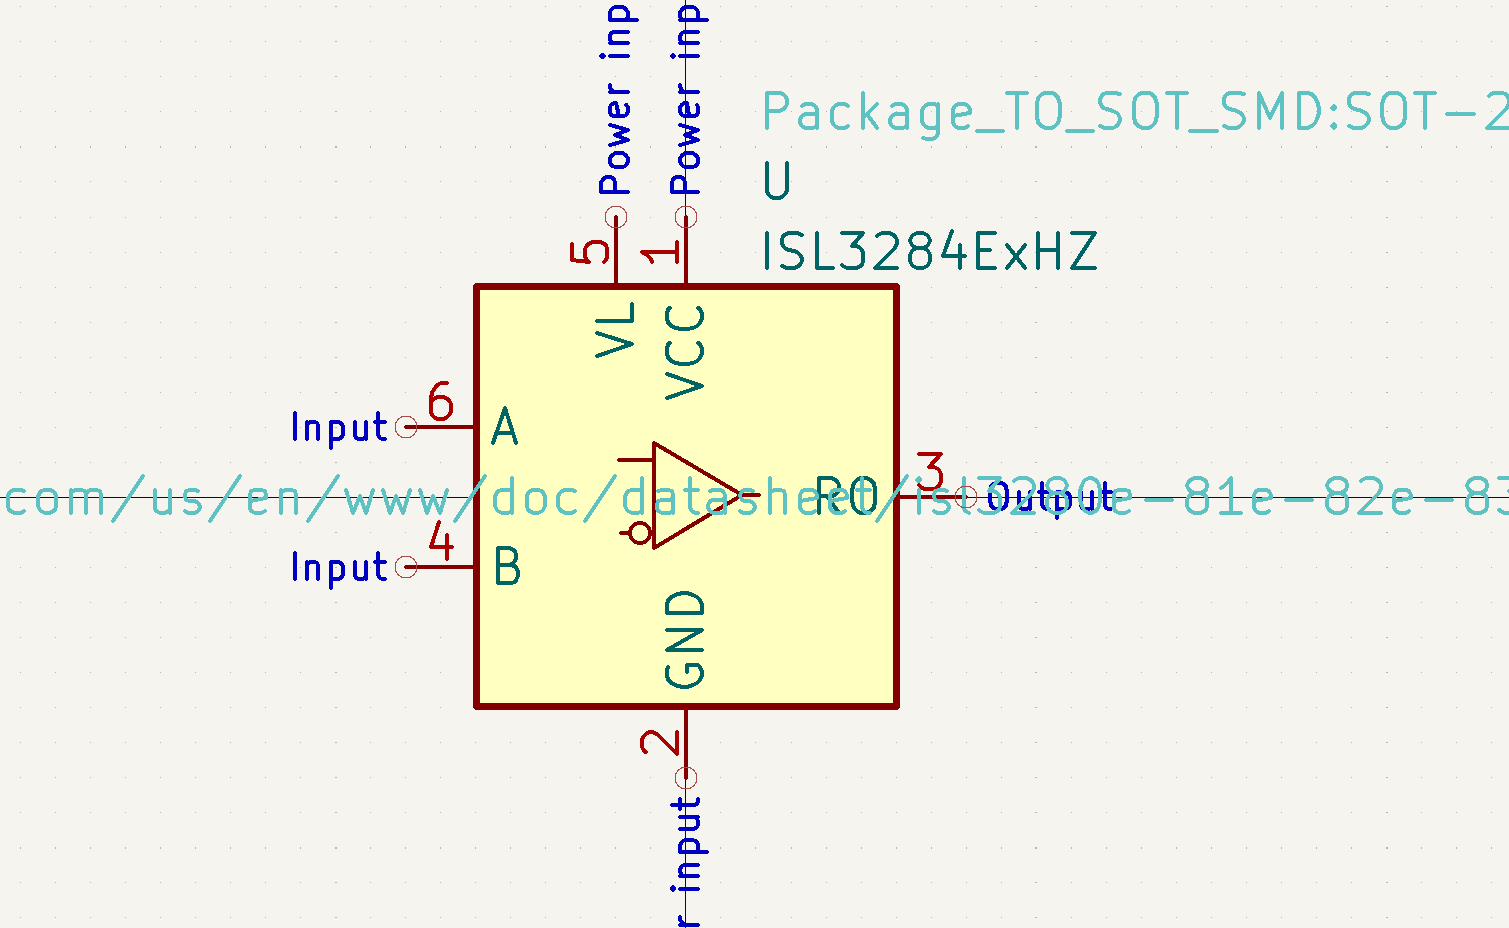 Power inp
Power inp
Package_TO_SOT_SMD:SOT-2
U
ISL3284ExHZ
5
1
VL
VCC
6
Input
A
3
RO
Output
com/us/en/www/doc/datasheet/isl3280e-81e-82e-83
4
Input
B
GND
2
r input